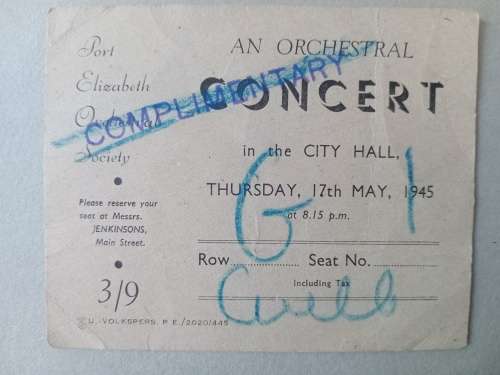 Port
Elizabeth
Orchestral
Society
Please reserve your
seat at Messrs.
JENKINSONS,
Main Street.
3/9
U.-VOLKSPERS, P.E./2020/445
COMPLIMENTARY
AN ORCHESTRAL
CONCERT
in the CITY HALL,
THURSDAY, 17th MAY, 1945
at 8.15 p.m.
G 1
Row Seat No.
Including Tax